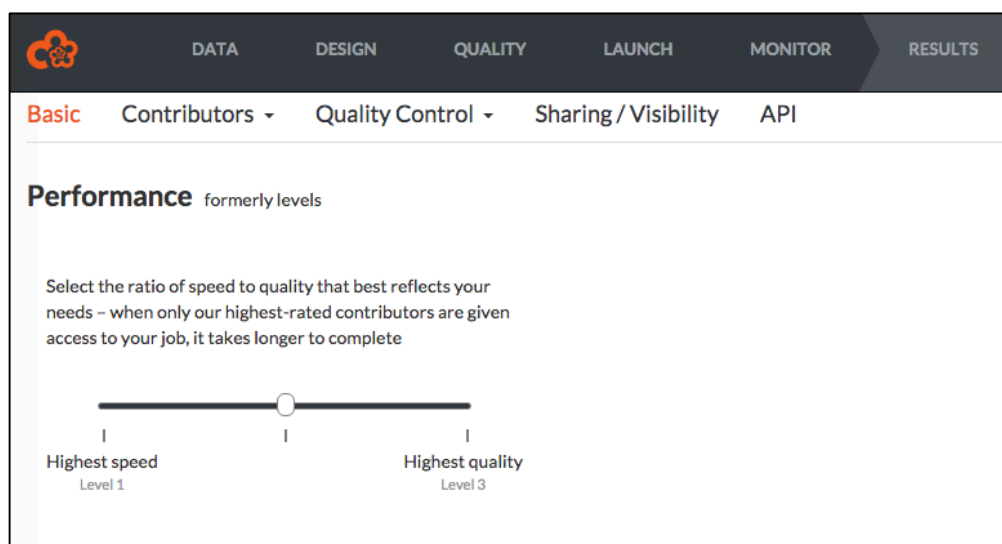 DATA DESIGN QUALITY LAUNCH MONITOR RESULTS
Basic Contributors Quality Control Sharing / Visibility API
Performance formerly levels
Select the ratio of speed to quality that best reflects your
needs – when only our highest-rated contributors are given
access to your job, it takes longer to complete
Highest speed Highest quality
Level 1 Level 3